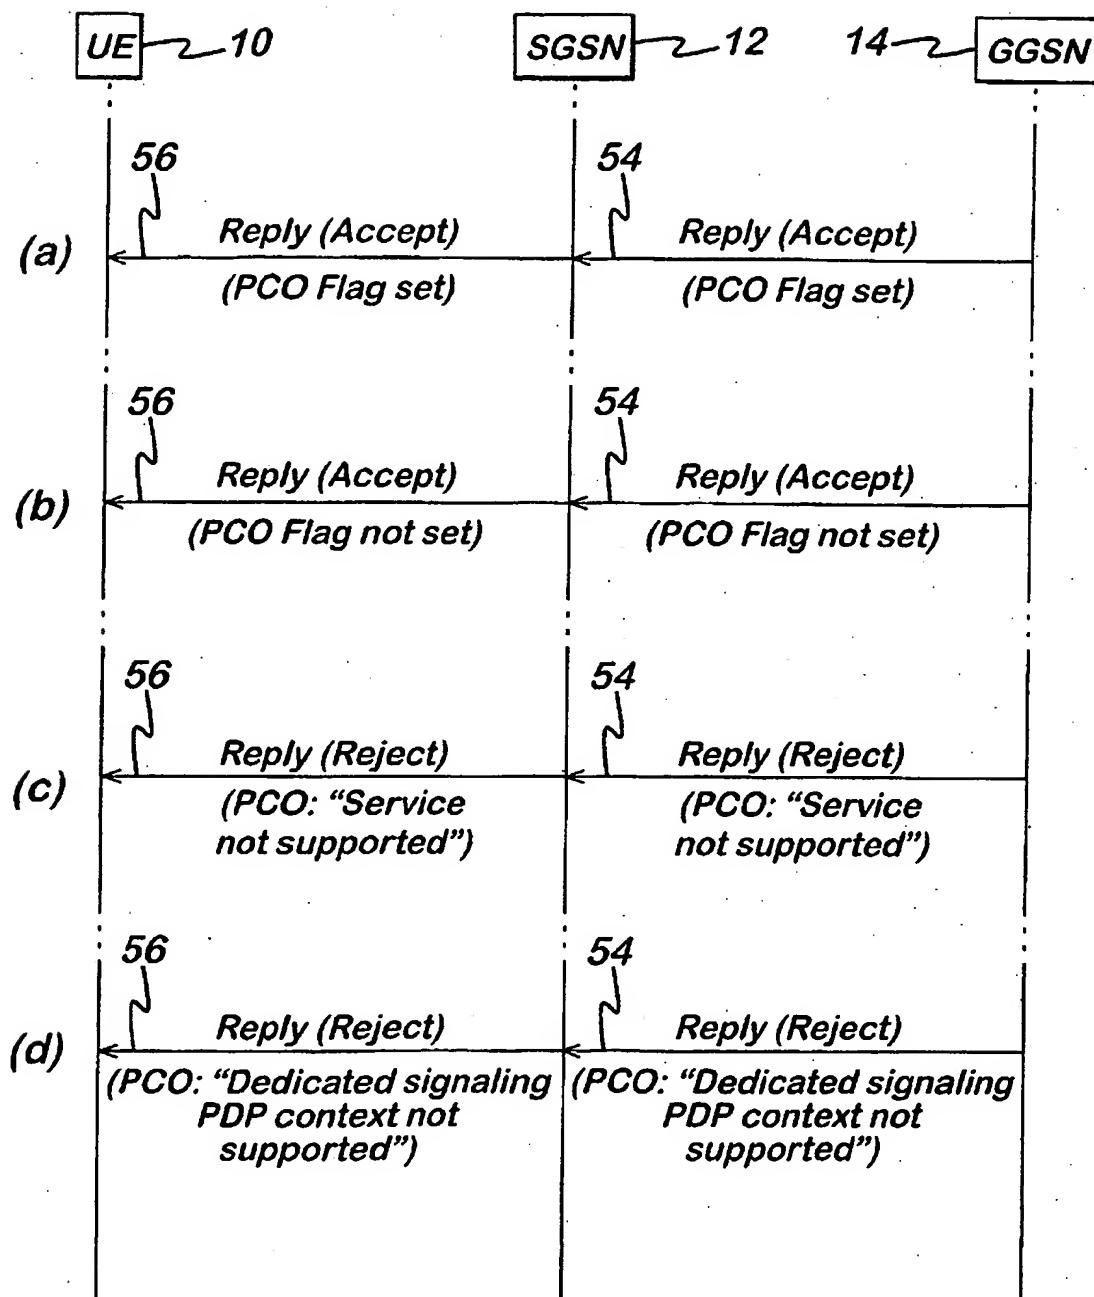 UE 10 SGSN 12 14 GGSN
56 54
(a) Reply (Accept) Reply (Accept)
(PCO Flag set) (PCO Flag set)
56 54
(b) Reply (Accept) Reply (Accept)
(PCO Flag not set) (PCO Flag not set)
56 54
(c) Reply (Reject) Reply (Reject)
(PCO: “Service (PCO: “Service
not supported”) not supported”)
56 54
(d) Reply (Reject) Reply (Reject)
(PCO: “Dedicated signaling (PCO: “Dedicated signaling
PDP context not PDP context not
supported”) supported”)